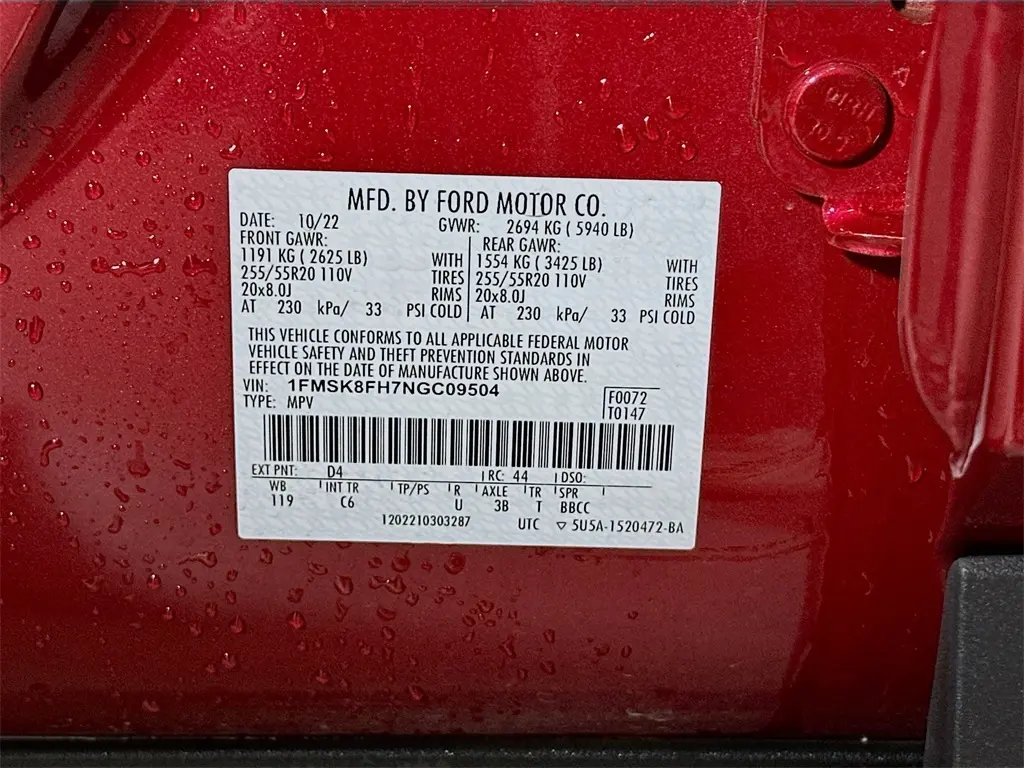 MFD. BY FORD MOTOR CO.
DATE: 10/22 GVWR: 2694 KG ( 5940 LB)
FRONT GAWR: REAR GAWR:
1191 KG ( 2625 LB) WITH 1554 KG ( 3425 LB) WITH
255/55R20 110V TIRES 255/55R20 110V TIRES
20x8.0J RIMS 20x8.0J RIMS
AT 230 kPa/ 33 PSI COLD AT 230 kPa/ 33 PSI COLD
THIS VEHICLE CONFORMS TO ALL APPLICABLE FEDERAL MOTOR
VEHICLE SAFETY AND THEFT PREVENTION STANDARDS IN
EFFECT ON THE DATE OF MANUFACTURE SHOWN ABOVE.
VIN: 1FMSK8FH7NGC09504
TYPE: MPV
F0072
T0147
EXT PNT: D4 RC: 44 DSO:
WB INT TR TP/PS R AXLE TR SPR
119 C6 U 3B T BBCC
1202210303287 UTC ▽ 5U5A-1520472-BA